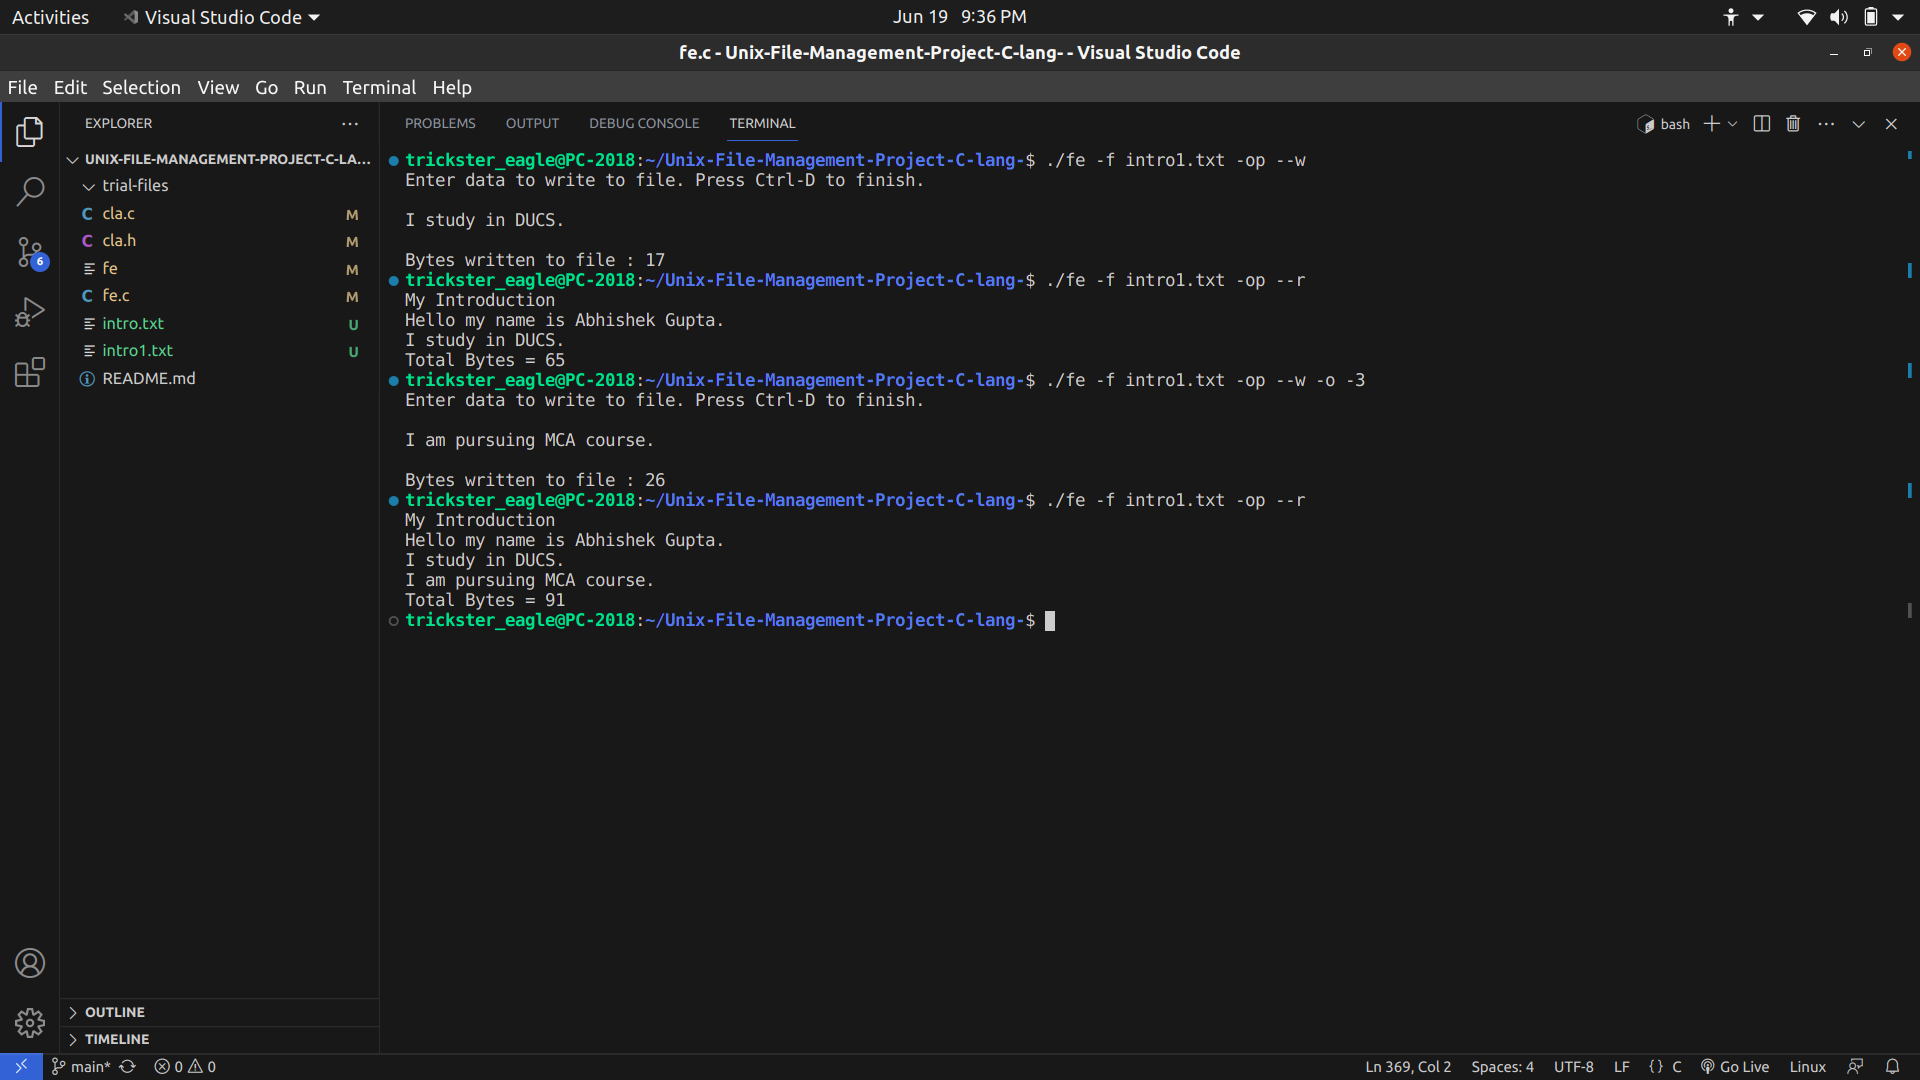 Activities Visual Studio Code Jun 19 9:36 PM
fe.c - Unix-File-Management-Project-C-lang- - Visual Studio Code
File Edit Selection View Go Run Terminal Help
EXPLORER
UNIX-FILE-MANAGEMENT-PROJECT-C-LA...
trial-files
C cla.c M
C cla.h M
fe M
C fe.c M
intro.txt U
intro1.txt U
README.md
6
OUTLINE
TIMELINE
PROBLEMS OUTPUT DEBUG CONSOLE TERMINAL bash
trickster_eagle@PC-2018:~/Unix-File-Management-Project-C-lang-$ ./fe -f intro1.txt -op --w
Enter data to write to file. Press Ctrl-D to finish.
I study in DUCS.
Bytes written to file : 17
trickster_eagle@PC-2018:~/Unix-File-Management-Project-C-lang-$ ./fe -f intro1.txt -op --r
My Introduction
Hello my name is Abhishek Gupta.
I study in DUCS.
Total Bytes = 65
trickster_eagle@PC-2018:~/Unix-File-Management-Project-C-lang-$ ./fe -f intro1.txt -op --w -o -3
Enter data to write to file. Press Ctrl-D to finish.
I am pursuing MCA course.
Bytes written to file : 26
trickster_eagle@PC-2018:~/Unix-File-Management-Project-C-lang-$ ./fe -f intro1.txt -op --r
My Introduction
Hello my name is Abhishek Gupta.
I study in DUCS.
I am pursuing MCA course.
Total Bytes = 91
trickster_eagle@PC-2018:~/Unix-File-Management-Project-C-lang-$
main* 0 0 Ln 369, Col 2 Spaces: 4 UTF-8 LF {} C Go Live Linux